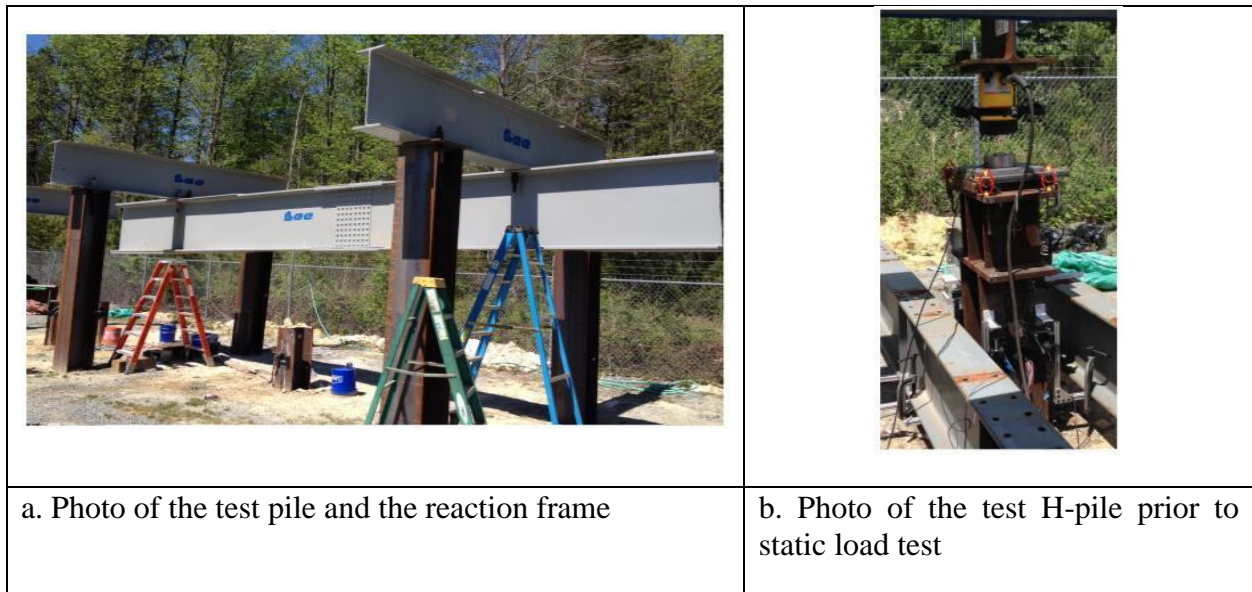 a. Photo of the test pile and the reaction frame
b. Photo of the test H-pile prior to
static load test